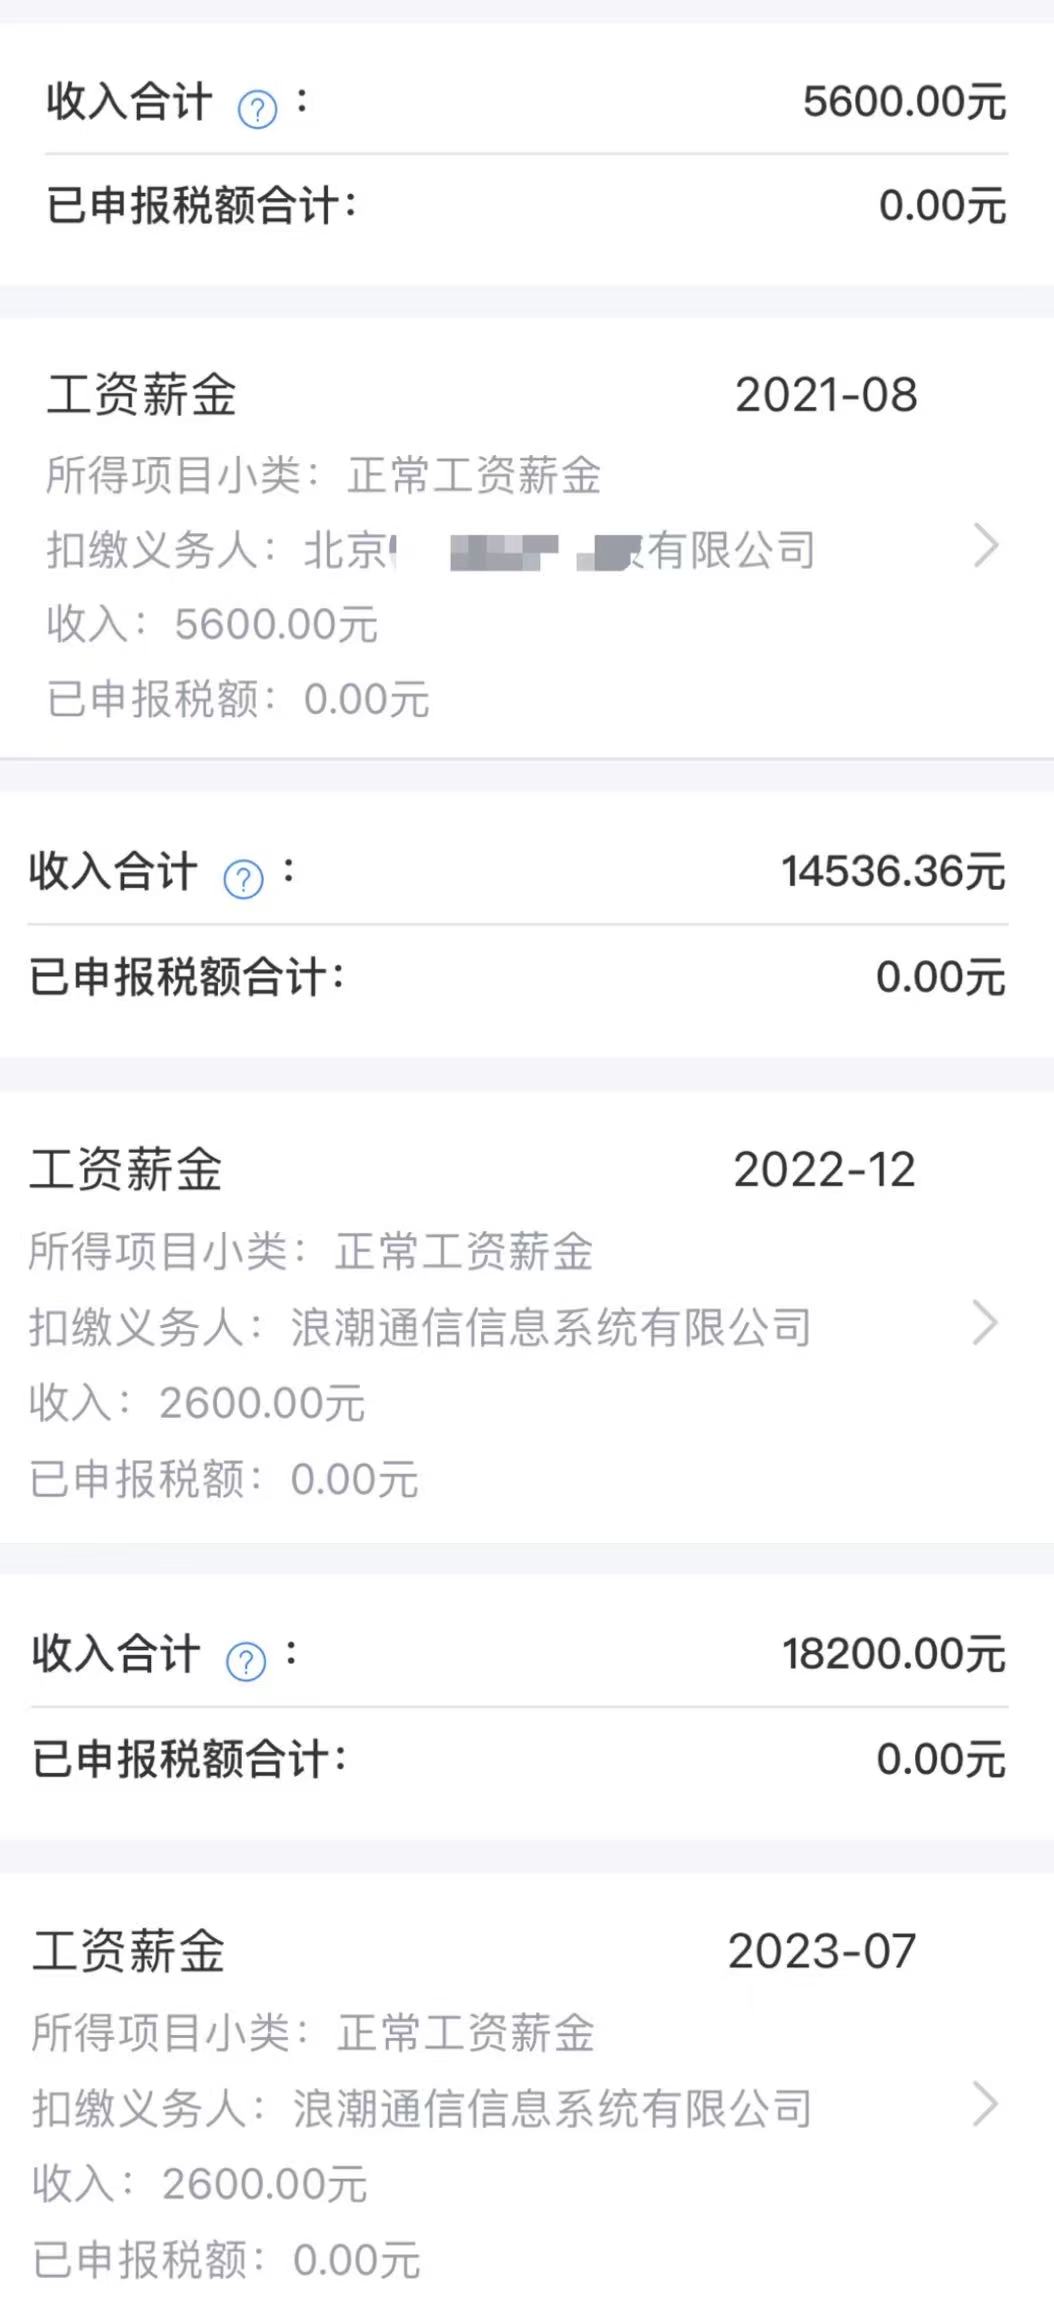 收入合计 ? : 5600.00元
已申报税额合计: 0.00元
工资薪金 2021-08
所得项目小类: 正常工资薪金
扣缴义务人: 北京 有限公司
收入: 5600.00元
已申报税额: 0.00元
收入合计 ? : 14536.36元
已申报税额合计: 0.00元
工资薪金 2022-12
所得项目小类: 正常工资薪金
扣缴义务人: 浪潮通信信息系统有限公司
收入: 2600.00元
已申报税额: 0.00元
收入合计 ? : 18200.00元
已申报税额合计: 0.00元
工资薪金 2023-07
所得项目小类: 正常工资薪金
扣缴义务人: 浪潮通信信息系统有限公司
收入: 2600.00元
已申报税额: 0.00元